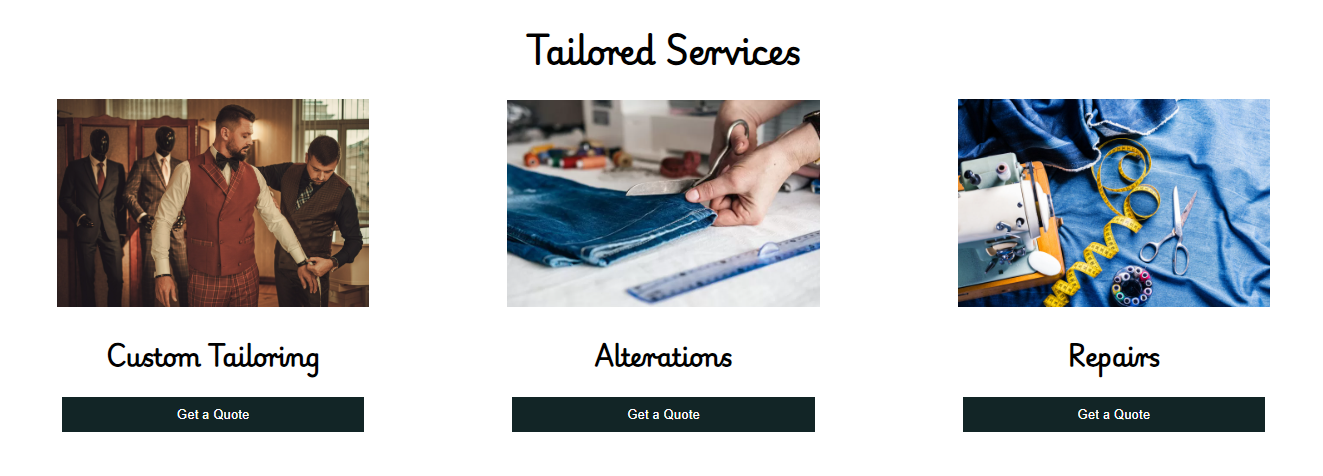 Tailored Services
Custom Tailoring
Alterations
Repairs
Get a Quote
Get a Quote
Get a Quote